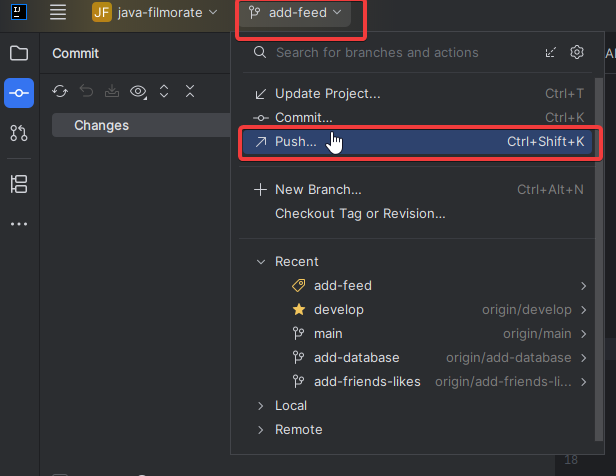 IJ
JF java-filmorate
add-feed
Commit
Search for branches and actions
Update Project... Ctrl+T
Commit... Ctrl+K
Changes
Push... Ctrl+Shift+K
New Branch... Ctrl+Alt+N
Checkout Tag or Revision...
Recent
add-feed
develop origin/develop
main origin/main
add-database origin/add-database
add-friends-likes origin/add-friends-li...
Local
Remote
18